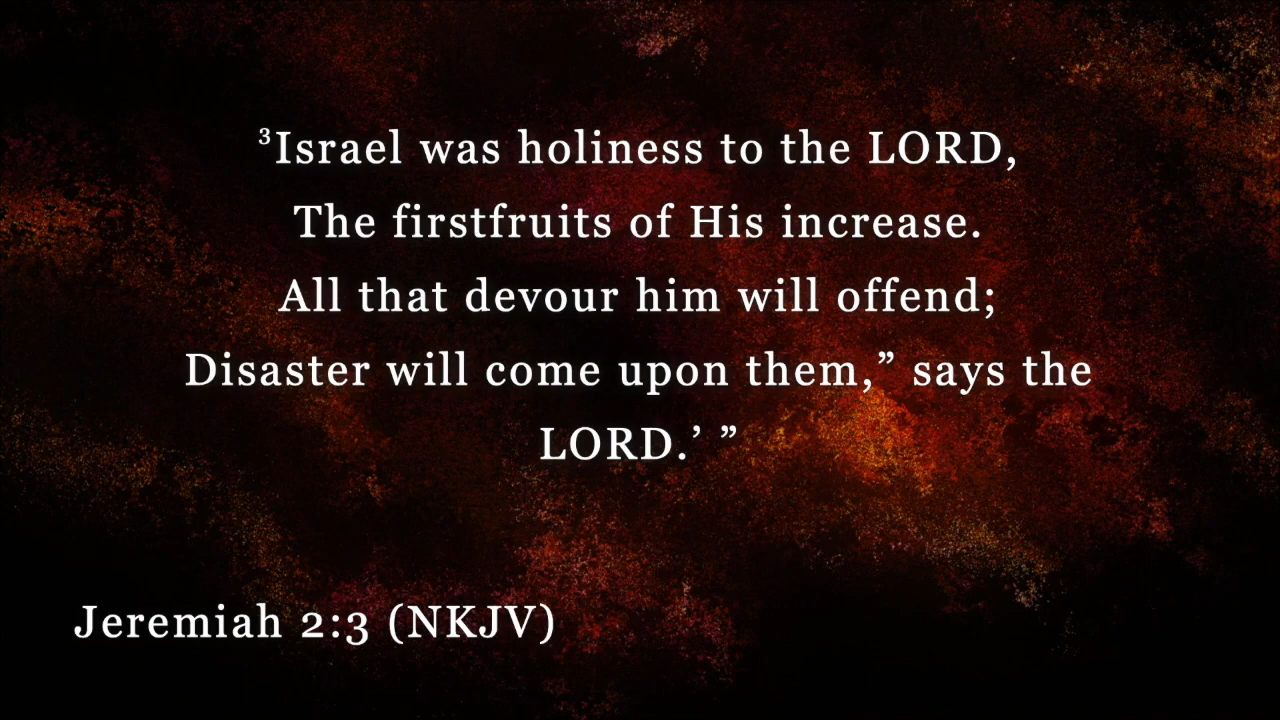 ³Israel was holiness to the LORD,
The firstfruits of His increase.
All that devour him will offend;
Disaster will come upon them,” says the
LORD.’ ”
Jeremiah 2:3 (NKJV)